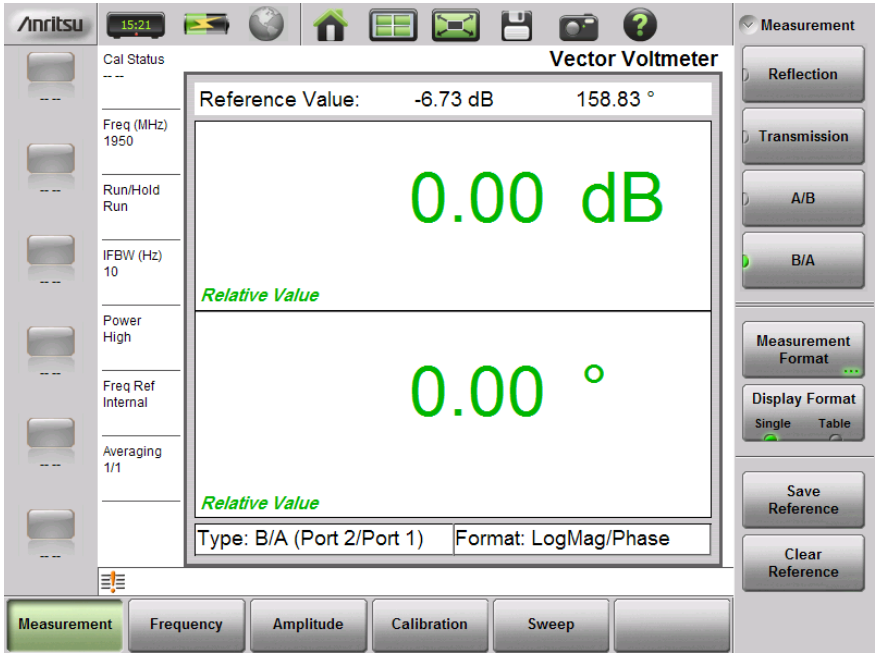 Anritsu
15:21
?
Cal Status
-- --
Freq (MHz)
1950
Run/Hold
Run
IFBW (Hz)
10
Power
High
Freq Ref
Internal
Averaging
1/1
-- --
-- --
-- --
-- --
-- --
-- --
Vector Voltmeter
Reference Value: -6.73 dB 158.83 °
0.00 dB
Relative Value
0.00 °
Relative Value
Type: B/A (Port 2/Port 1) Format: LogMag/Phase
Measurement
Reflection
Transmission
A/B
B/A
Measurement
Format
...
Display Format
Single Table
Save
Reference
Clear
Reference
Measurement Frequency Amplitude Calibration Sweep